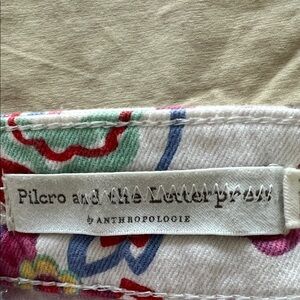 Pilcro and the Letterpress
by ANTHROPOLOGIE